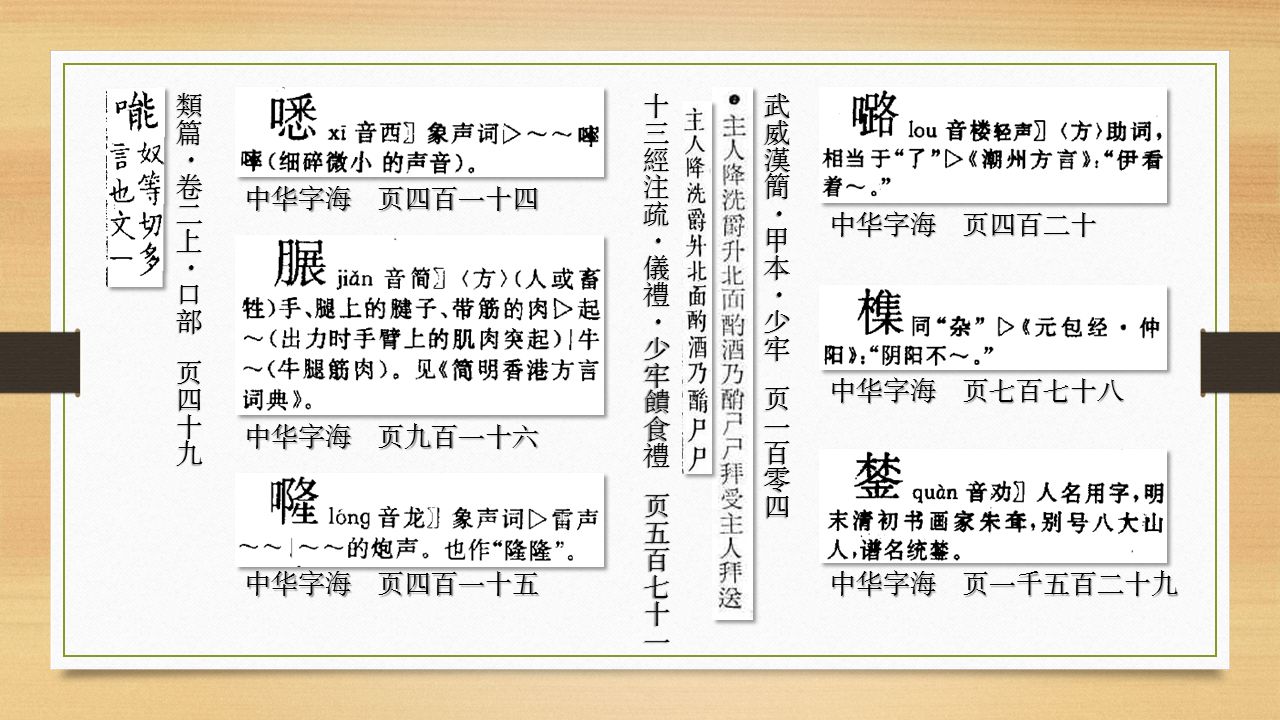 lou 音楼轻声〗〈方〉助词，
相当于“了”▷《潮州方言》：“伊看
着～。”
中华字海　页四百二十
同“杂” ▷《元包经·仲
阳》：“阴阳不～。”
中华字海　页七百七十八
quàn 音劝〗人名用字，明
末清初书画家朱耷，别号八大山
人，谱名统。
中华字海　页一千五百二十九
武威漢簡·甲本·少牢　页一百零四
主人降洗爵升北面酌酒乃酳尸尸拜受主人拜送
主人降洗爵升北面酌酒乃酳尸尸
十三經注疏·儀禮·少牢饋食禮　页五百七十一
xī 音西〗象声词▷～～
（细碎微小的声音）。
中华字海　页四百一十四
jiǎn 音简〗〈方〉（人或畜
牲）手、腿上的腱子、带筋的肉▷起
～（出力时手臂上的肌肉突起）|牛
～（牛腿筋肉）。见《简明香港方言
词典》。
中华字海　页九百一十六
lóng 音龙〗象声词▷雷声
～～|～～的炮声。也作“隆隆”。
中华字海　页四百一十五
類篇·卷二上·口部　页四十九
奴等切多
言也文一